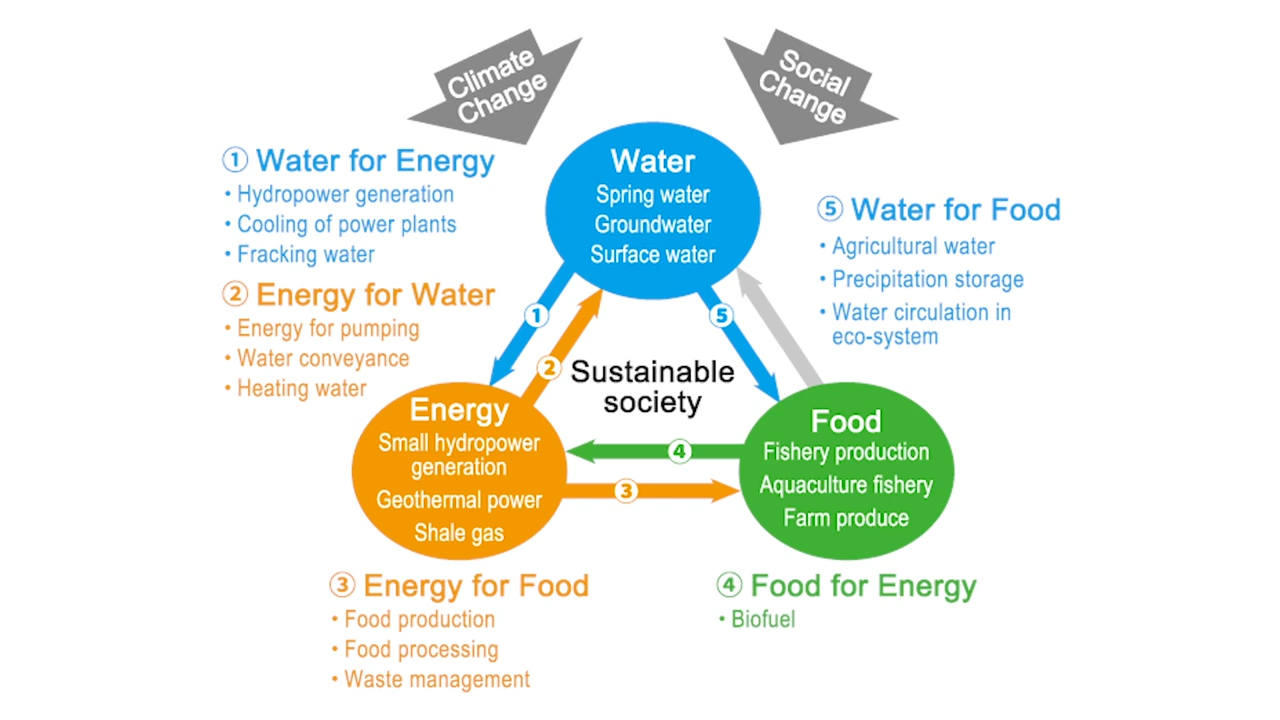 Climate
Change
Social
Change
① Water for Energy
• Hydropower generation
• Cooling of power plants
• Fracking water
② Energy for Water
• Energy for pumping
• Water conveyance
• Heating water
Water
Spring water
Groundwater
Surface water
⑤ Water for Food
• Agricultural water
• Precipitation storage
• Water circulation in
eco-system
1
2
5
Sustainable
society
4
3
Energy
Small hydropower
generation
Geothermal power
Shale gas
Food
Fishery production
Aquaculture fishery
Farm produce
③ Energy for Food
• Food production
• Food processing
• Waste management
④ Food for Energy
• Biofuel